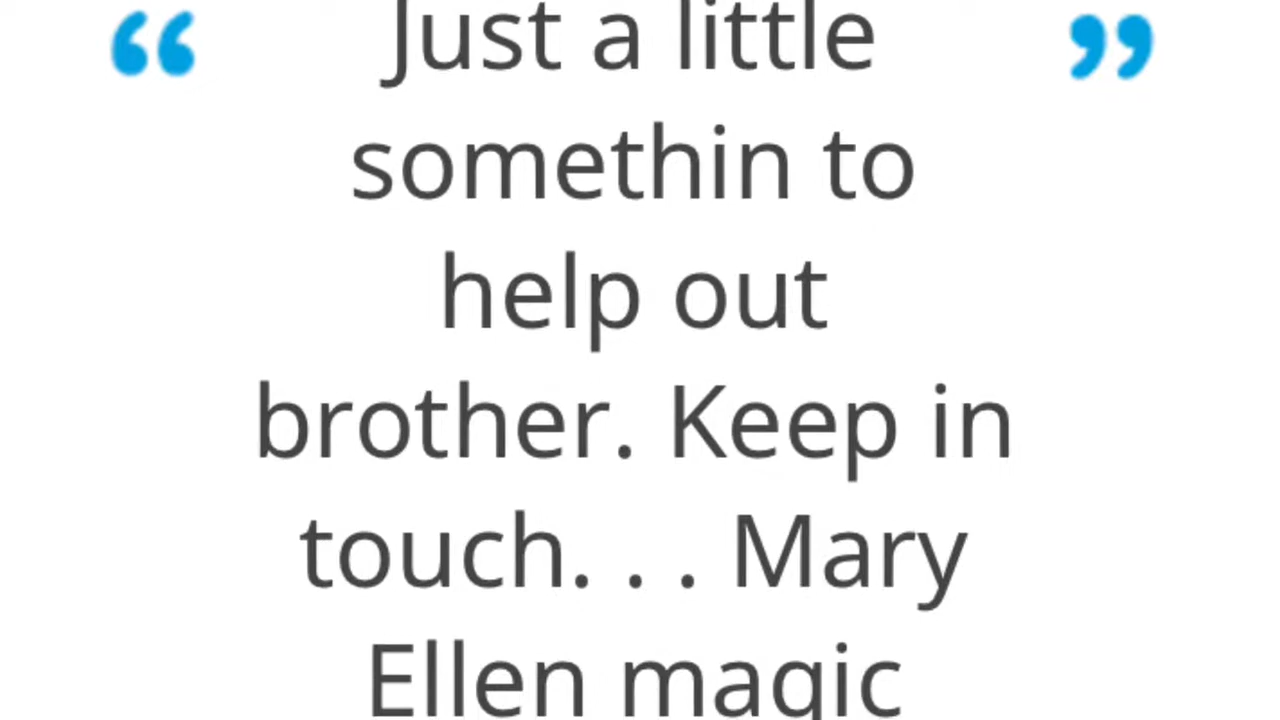 “ Just a little ”
somethin to
help out
brother. Keep in
touch. . . Mary
Ellen magic